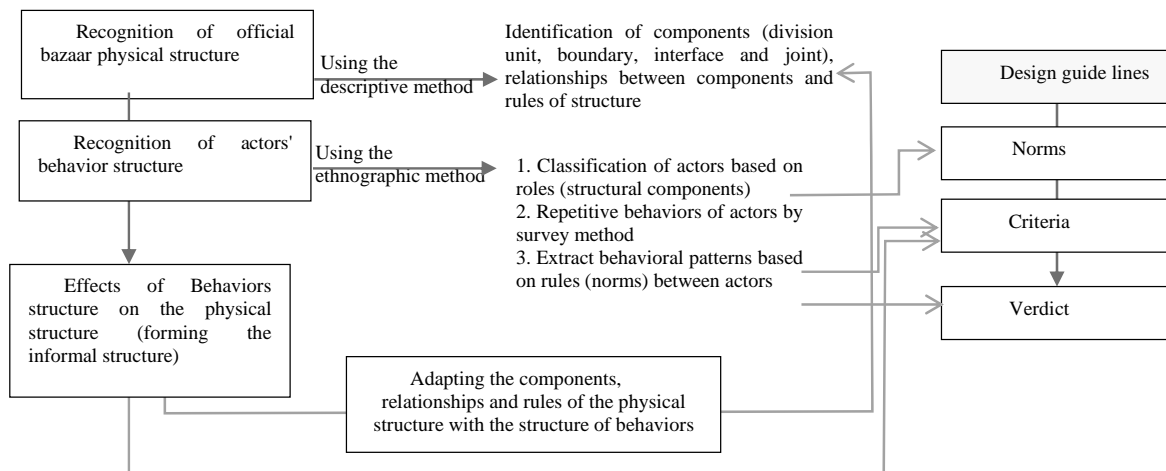 Recognition of official
bazaar physical structure
Using the
descriptive method
Identification of components (division
unit, boundary, interface and joint),
relationships between components and
rules of structure
Design guide lines
Recognition of actors'
behavior structure
Using the
ethnographic method
1. Classification of actors based on
roles (structural components)
2. Repetitive behaviors of actors by
survey method
3. Extract behavioral patterns based
on rules (norms) between actors
Norms
Criteria
Verdict
Effects of Behaviors
structure on the physical
structure (forming the
informal structure)
Adapting the components,
relationships and rules of the physical
structure with the structure of behaviors